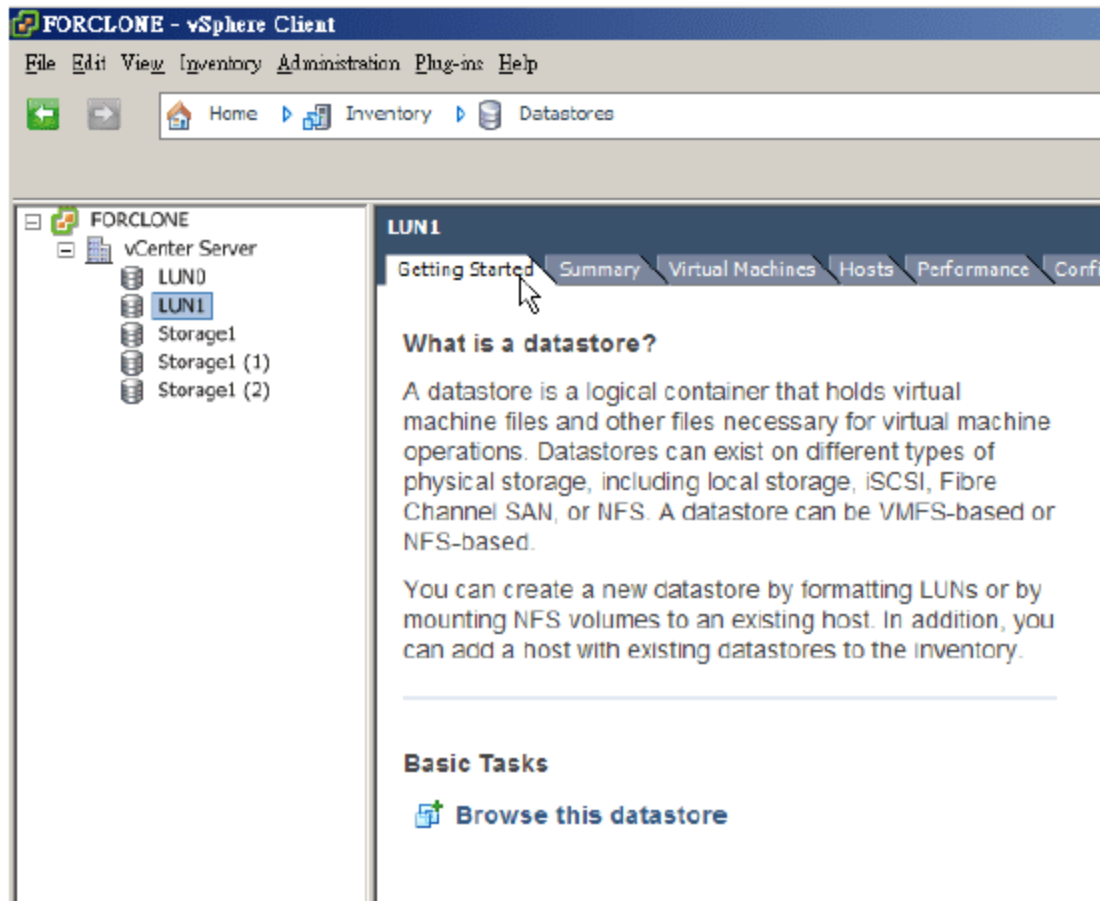 FORCLONE - vSphere Client
File Edit View Inventory Administration Plug-ins Help
Home Inventory Datastores
FORCLONE
vCenter Server
LUN0
LUN1
Storage1
Storage1 (1)
Storage1 (2)
LUN1
Getting Started Summary Virtual Machines Hosts Performance Confi
What is a datastore?
A datastore is a logical container that holds virtual
machine files and other files necessary for virtual machine
operations. Datastores can exist on different types of
physical storage, including local storage, iSCSI, Fibre
Channel SAN, or NFS. A datastore can be VMFS-based or
NFS-based.
You can create a new datastore by formatting LUNs or by
mounting NFS volumes to an existing host. In addition, you
can add a host with existing datastores to the inventory.
Basic Tasks
Browse this datastore